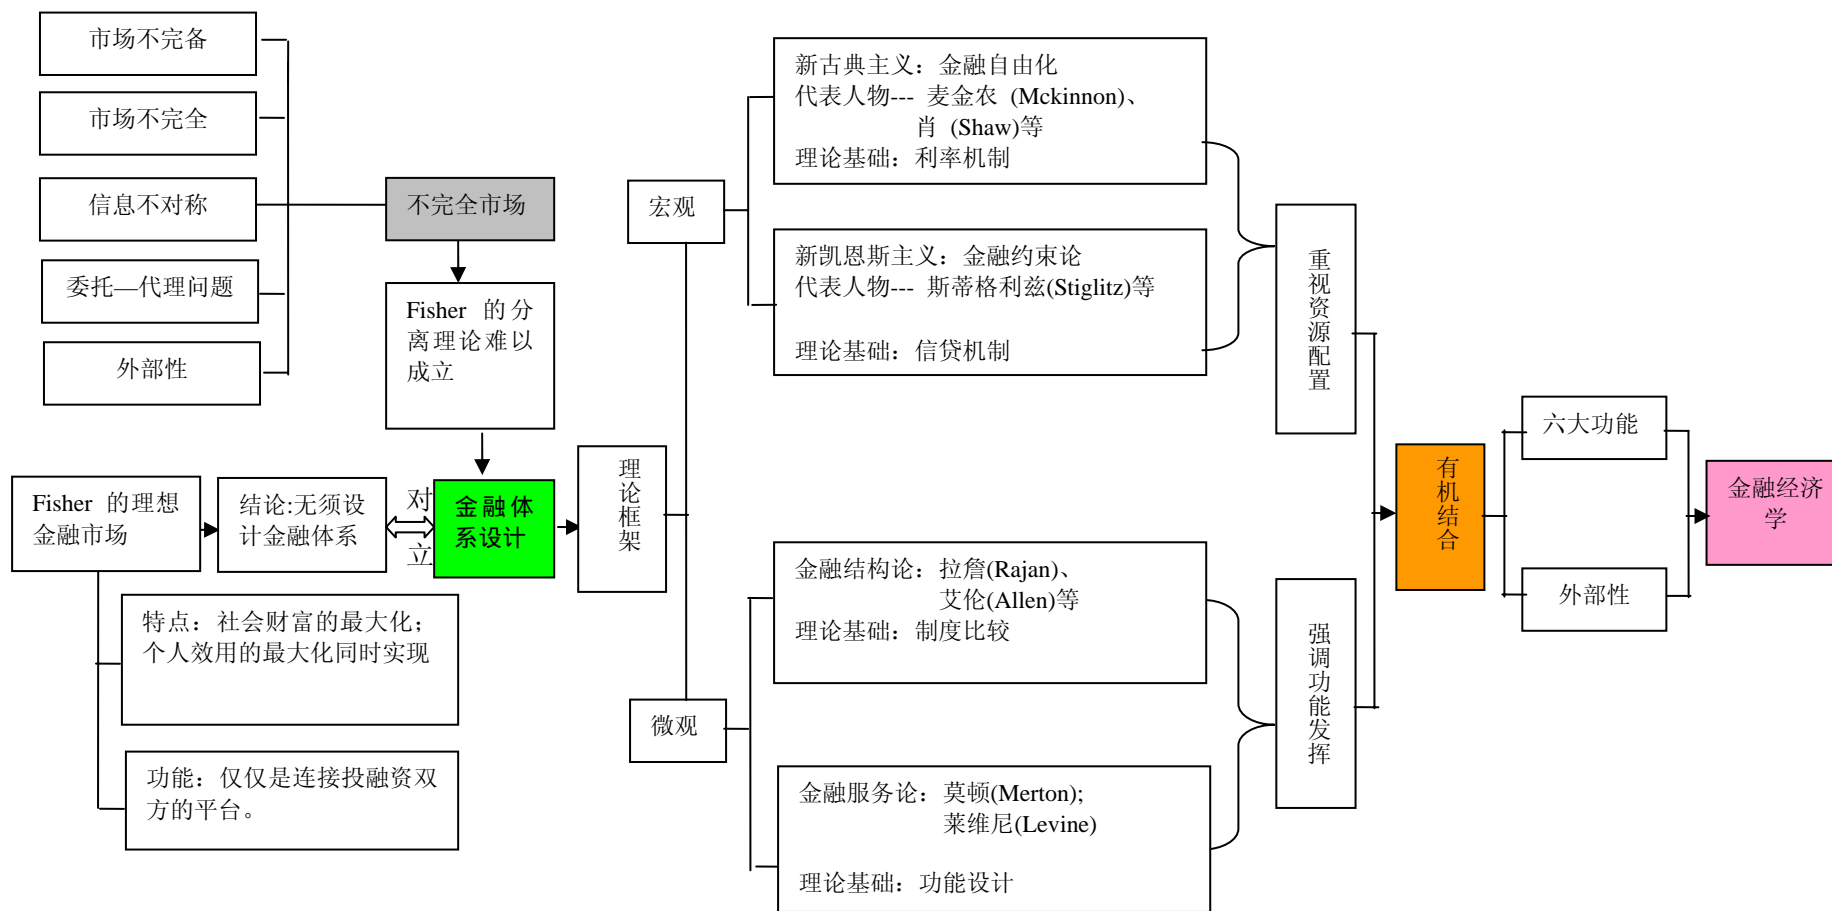 市场不完备
市场不完全
信息不对称
委托—代理问题
外部性
不完全市场
Fisher 的分
离理论难以
成立
Fisher 的理想
金融市场
结论:无须设
计金融体系
对
立
金融体
系设计
特点：社会财富的最大化；
个人效用的最大化同时实现
功能：仅仅是连接投融资双
方的平台。
理论框架
宏观
微观
新古典主义：金融自由化
代表人物--- 麦金农 (Mckinnon)、
肖 (Shaw)等
理论基础：利率机制
新凯恩斯主义：金融约束论
代表人物--- 斯蒂格利兹(Stiglitz)等
理论基础：信贷机制
金融结构论：拉詹(Rajan)、
艾伦(Allen)等
理论基础：制度比较
金融服务论：莫顿(Merton);
莱维尼(Levine)
理论基础：功能设计
重视资源配置
强调功能发挥
有机结合
六大功能
外部性
金融经济
学